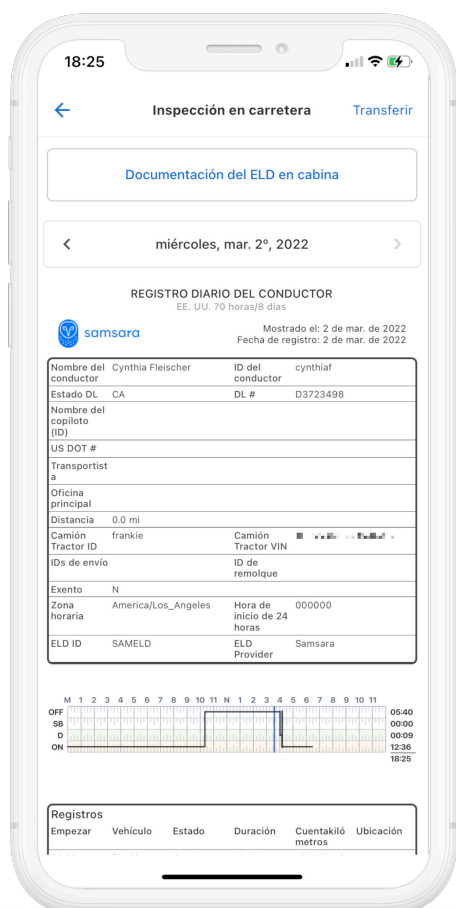 18:25
Inspección en carretera Transferir
Documentación del ELD en cabina
miércoles, mar. 2º, 2022
REGISTRO DIARIO DEL CONDUCTOR
EE. UU. 70 horas/8 días
samsara
Mostrado el: 2 de mar. de 2022
Fecha de registro: 2 de mar. de 2022
Nombre del conductor Cynthia Fleischer ID del conductor cynthiaf
Estado DL CA DL # D3723498
Nombre del copiloto (ID)
US DOT #
Transportista
Oficina principal
Distancia 0.0 mi
Camión Tractor ID frankie Camión Tractor VIN
IDs de envío ID de remolque
Exento N
Zona horaria America/Los_Angeles Hora de inicio de 24 horas 000000
ELD ID SAMELD ELD Provider Samsara
M 1 2 3 4 5 6 7 8 9 10 11 N 1 2 3 4 5 6 7 8 9 10 11
OFF 05:40
SB 00:00
D 00:09
ON 12:36
18:25
Registros
Empezar Vehículo Estado Duración Cuentakilómetros Ubicación